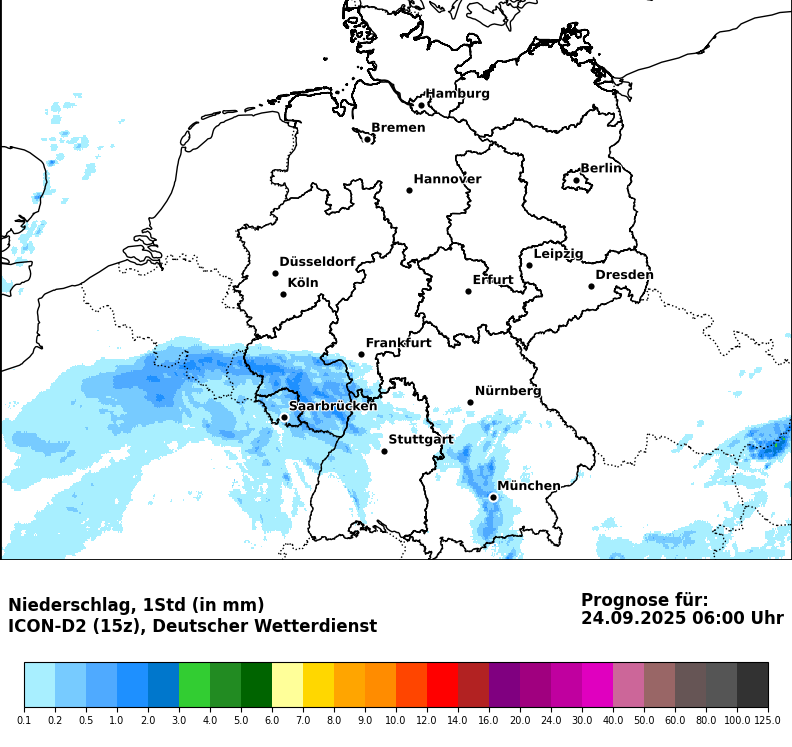 Hamburg
Bremen
Berlin
Hannover
Leipzig
Düsseldorf
Dresden
Erfurt
Köln
Frankfurt
Nürnberg
Saarbrücken
Stuttgart
München
Niederschlag, 1Std (in mm)
ICON-D2 (15z), Deutscher Wetterdienst
Prognose für:
24.09.2025 06:00 Uhr
0.1 0.2 0.5 1.0 2.0 3.0 4.0 5.0 6.0 7.0 8.0 9.0 10.0 12.0 14.0 16.0 20.0 24.0 30.0 40.0 50.0 60.0 80.0 100.0 125.0